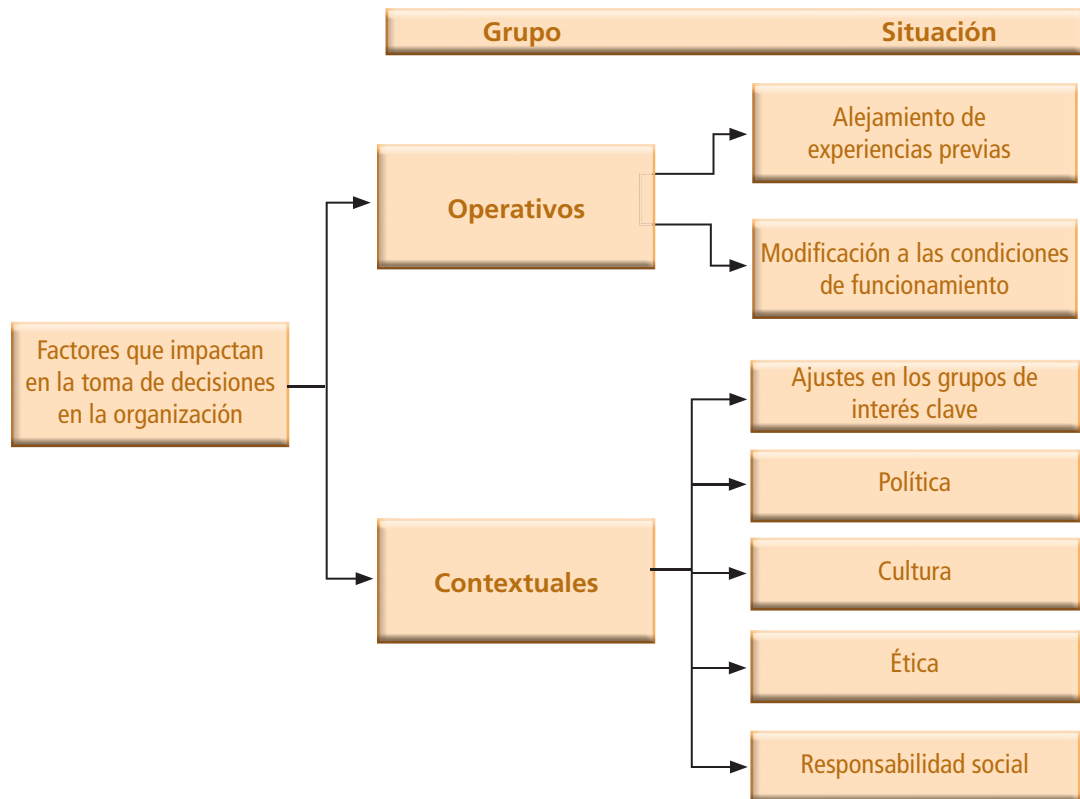 Grupo
Situación
Factores que impactan
en la toma de decisiones
en la organización
Operativos
Alejamiento de
experiencias previas
Modificación a las condiciones
de funcionamiento
Contextuales
Ajustes en los grupos de
interés clave
Política
Cultura
Ética
Responsabilidad social